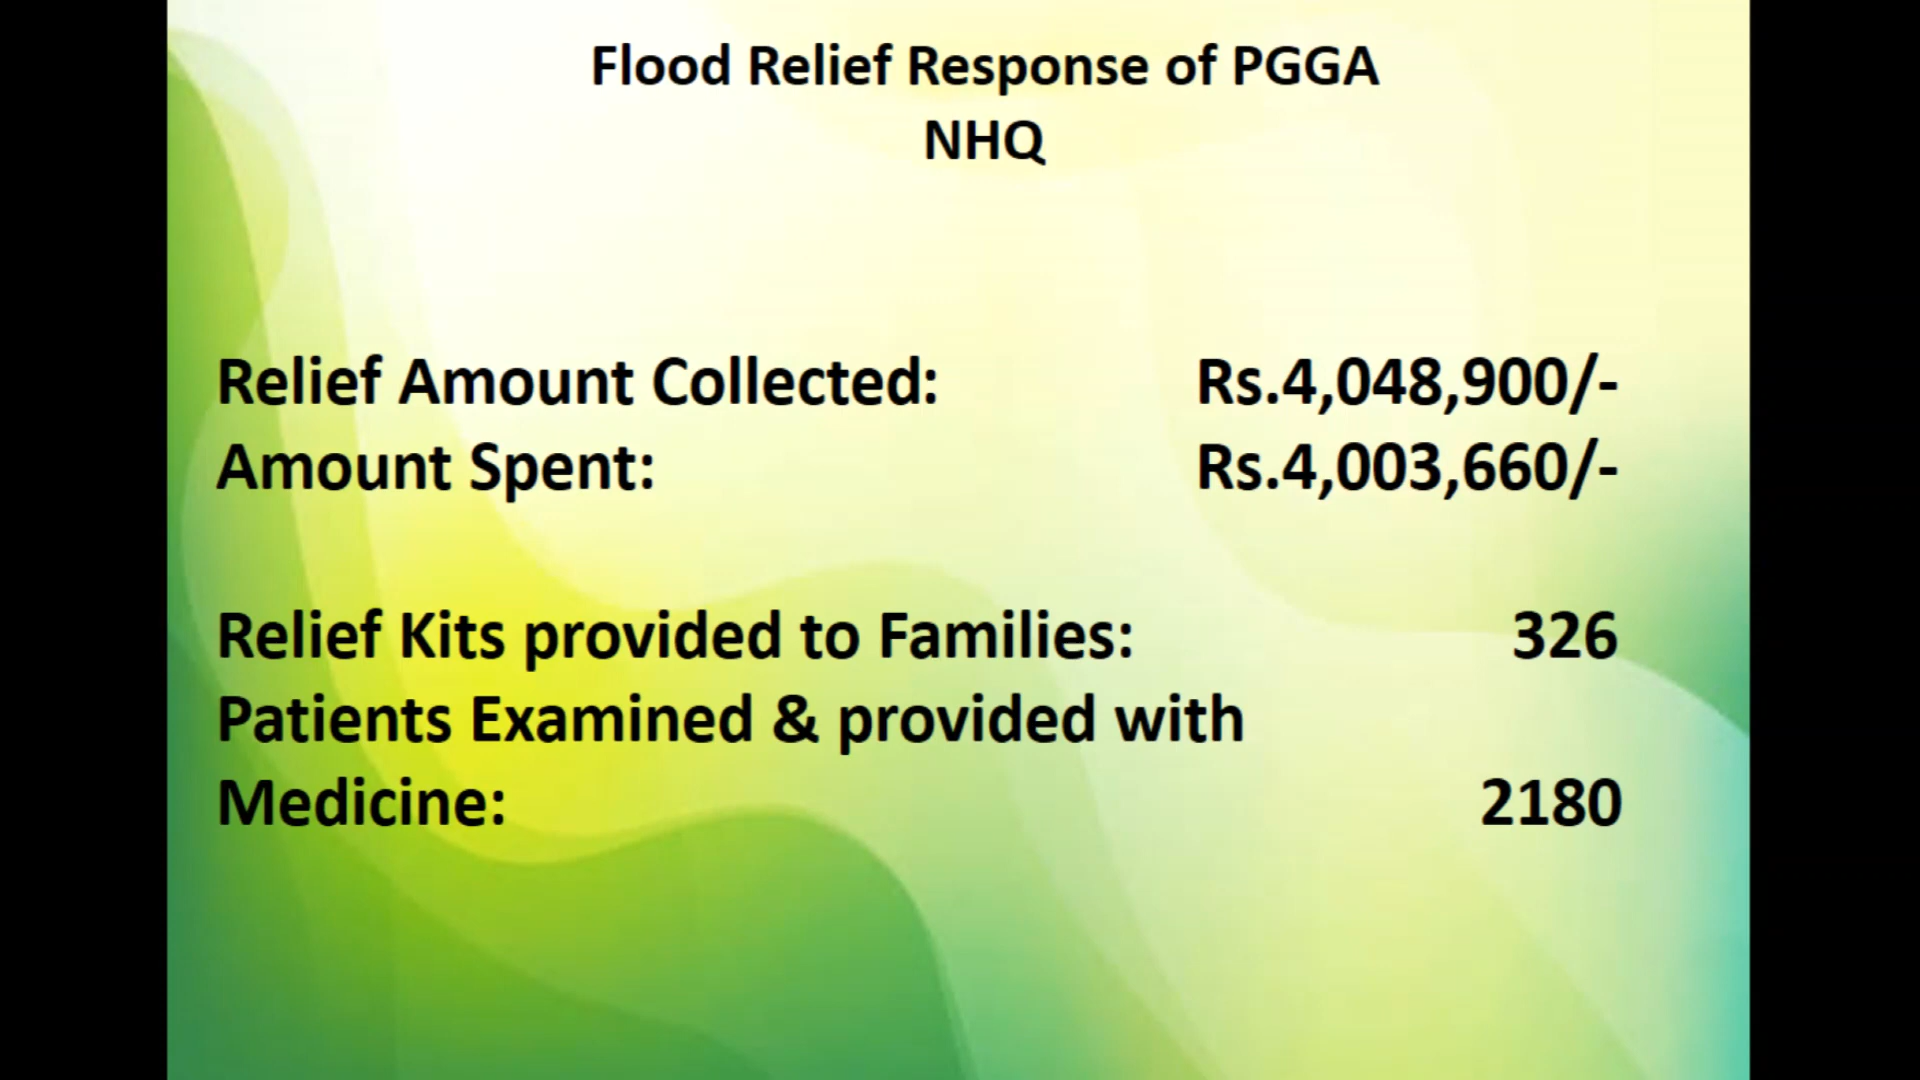 Flood Relief Response of PGGA
NHQ
Relief Amount Collected: Rs.4,048,900/-
Amount Spent: Rs.4,003,660/-
Relief Kits provided to Families: 326
Patients Examined & provided with
Medicine: 2180